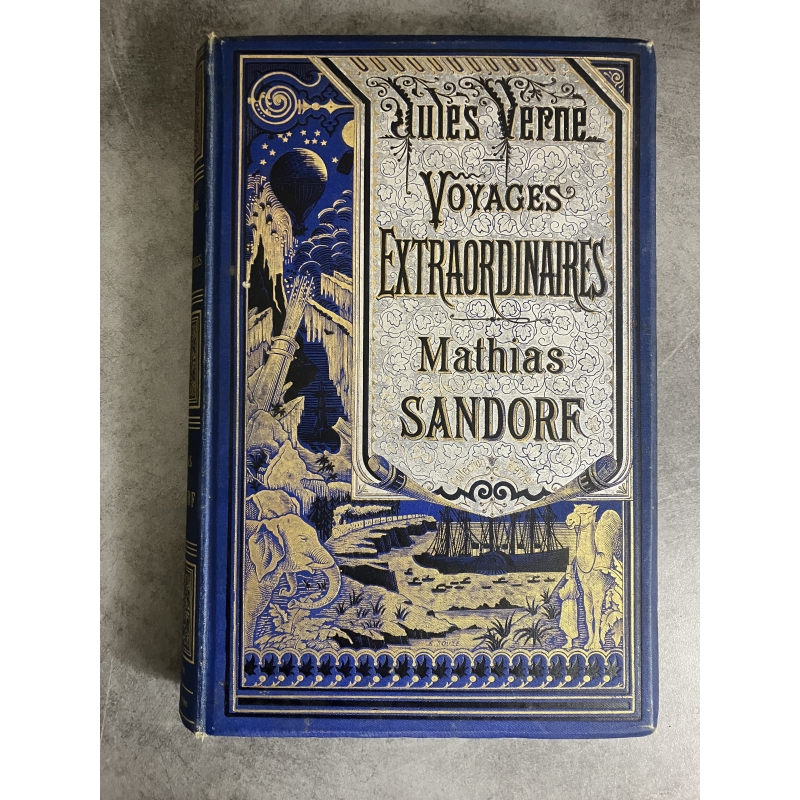 Jules Verne
Voyages
EXTRAORDINAIRES
Mathias
SANDORF